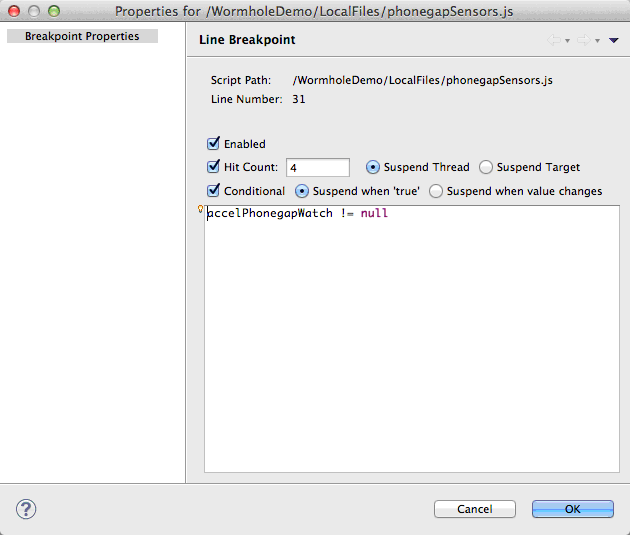 Properties for /WormholeDemo/LocalFiles/phonegapSensors.js
Breakpoint Properties
Line Breakpoint
Script Path: /WormholeDemo/LocalFiles/phonegapSensors.js
Line Number: 31
Enabled
Hit Count: 4 Suspend Thread Suspend Target
Conditional Suspend when 'true' Suspend when value changes
accelPhonegapWatch != null
? Cancel OK